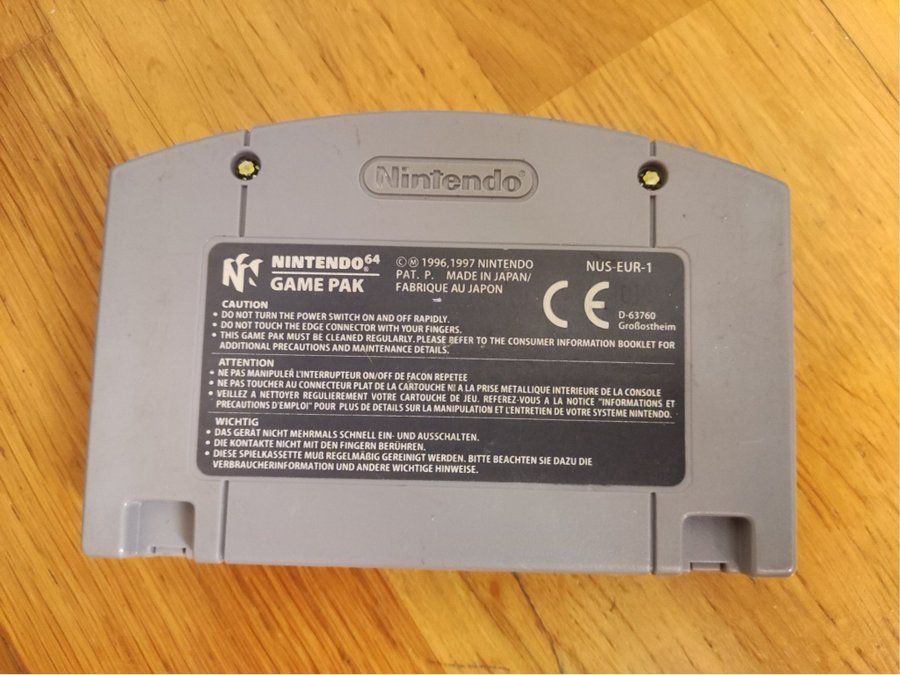 Nintendo®
NINTENDO64®
GAME PAK
©Ⓜ 1996,1997 NINTENDO
PAT. P. MADE IN JAPAN/
FABRIQUE AU JAPON
NUS-EUR-1
CE
D-63760
Großostheim
CAUTION
• DO NOT TURN THE POWER SWITCH ON AND OFF RAPIDLY.
• DO NOT TOUCH THE EDGE CONNECTOR WITH YOUR FINGERS.
• THIS GAME PAK MUST BE CLEANED REGULARLY. PLEASE REFER TO THE CONSUMER INFORMATION BOOKLET FOR
ADDITIONAL PRECAUTIONS AND MAINTENANCE DETAILS.
ATTENTION
• NE PAS MANIPULER L'INTERRUPTEUR ON/OFF DE FACON REPETEE
• NE PAS TOUCHER AU CONNECTEUR PLAT DE LA CARTOUCHE NI A LA PRISE METALLIQUE INTERIEURE DE LA CONSOLE
• VEILLEZ A NETTOYER REGULIEREMENT VOTRE CARTOUCHE DE JEU. REFEREZ-VOUS A LA NOTICE "INFORMATIONS ET
PRECAUTIONS D'EMPLOI" POUR PLUS DE DETAILS SUR LA MANIPULATION ET L'ENTRETIEN DE VOTRE SYSTEME NINTENDO.
WICHTIG
• DAS GERÄT NICHT MEHRMALS SCHNELL EIN- UND AUSSCHALTEN.
• DIE KONTAKTE NICHT MIT DEN FINGERN BERÜHREN.
• DIESE SPIELKASSETTE MUß REGELMÄßIG GEREINIGT WERDEN. BITTE BEACHTEN SIE DAZU DIE
VERBRAUCHERINFORMATION UND ANDERE WICHTIGE HINWEISE.